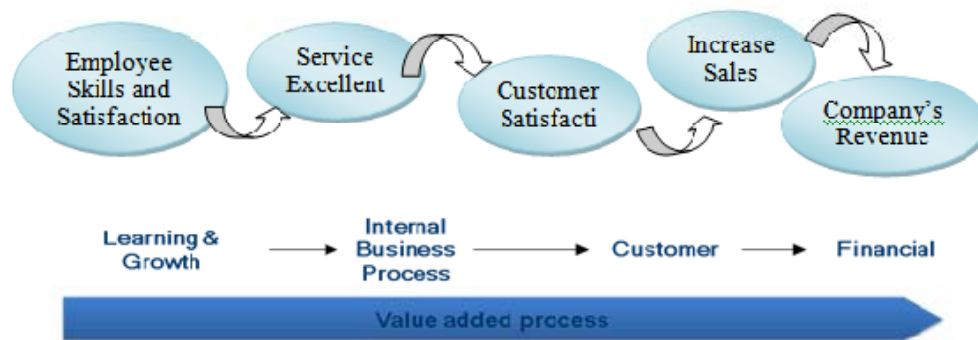 Employee
Skills and
Satisfaction
Service
Excellent
Customer
Satisfacti
Increase
Sales
Company's
Revenue
Learning &
Growth
Internal
Business
Process
Customer
Financial
Value added process